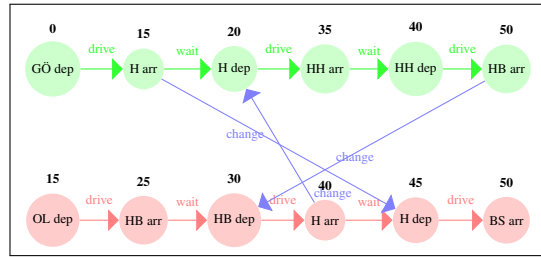 0 15 20 35 40 50
drive wait drive wait drive
GÖ dep H arr H dep HH arr HH dep HB arr
change change
15 25 30 40 45 50
drive wait drive change wait drive
OL dep HB arr HB dep H arr H dep BS arr